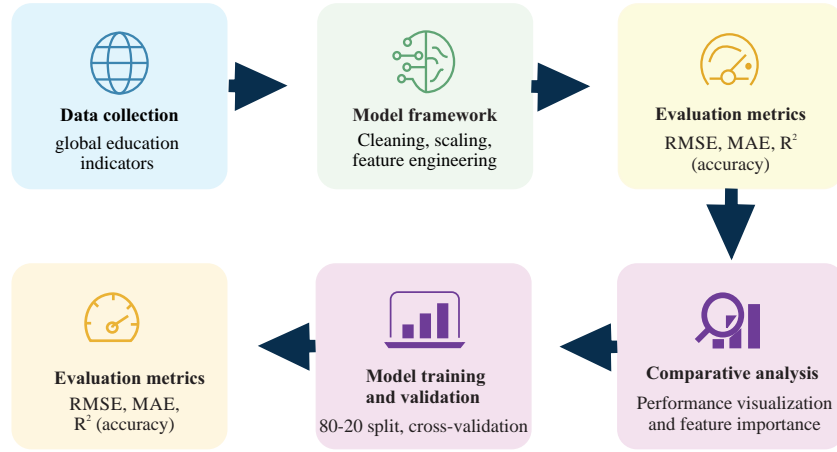 Data collection
global education
indicators
Model framework
Cleaning, scaling,
feature engineering
Evaluation metrics
RMSE, MAE, R²
(accuracy)
Comparative analysis
Performance visualization
and feature importance
Model training
and validation
80-20 split, cross-validation
Evaluation metrics
RMSE, MAE,
R² (accuracy)